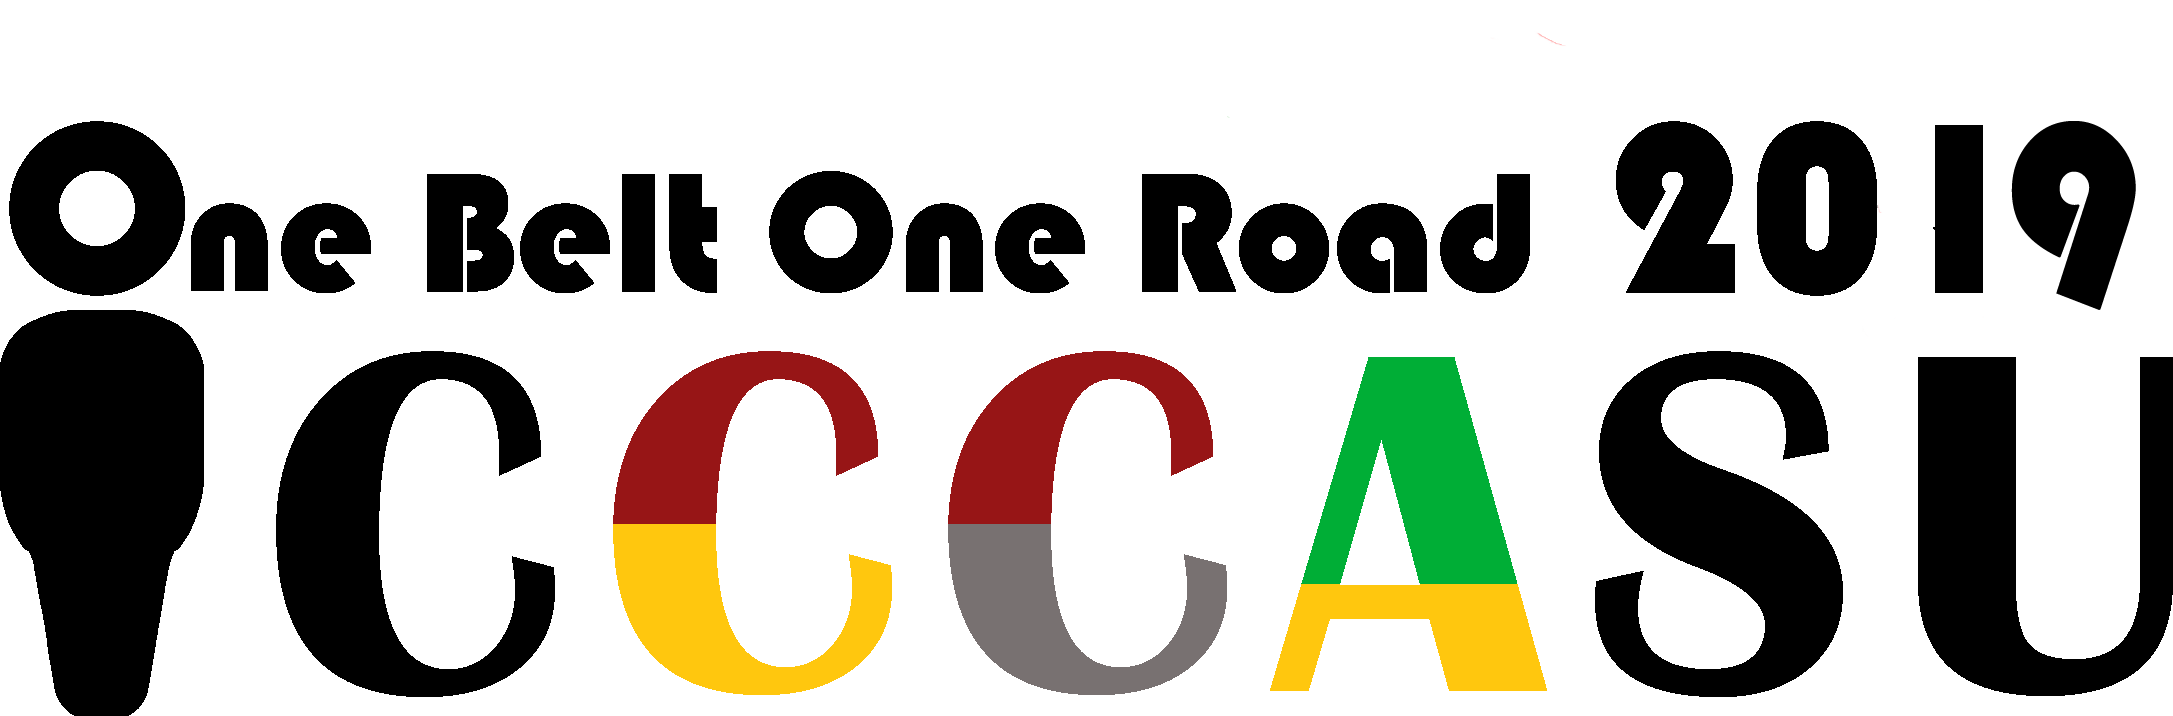 One Belt One Road 2019
ICCCASU